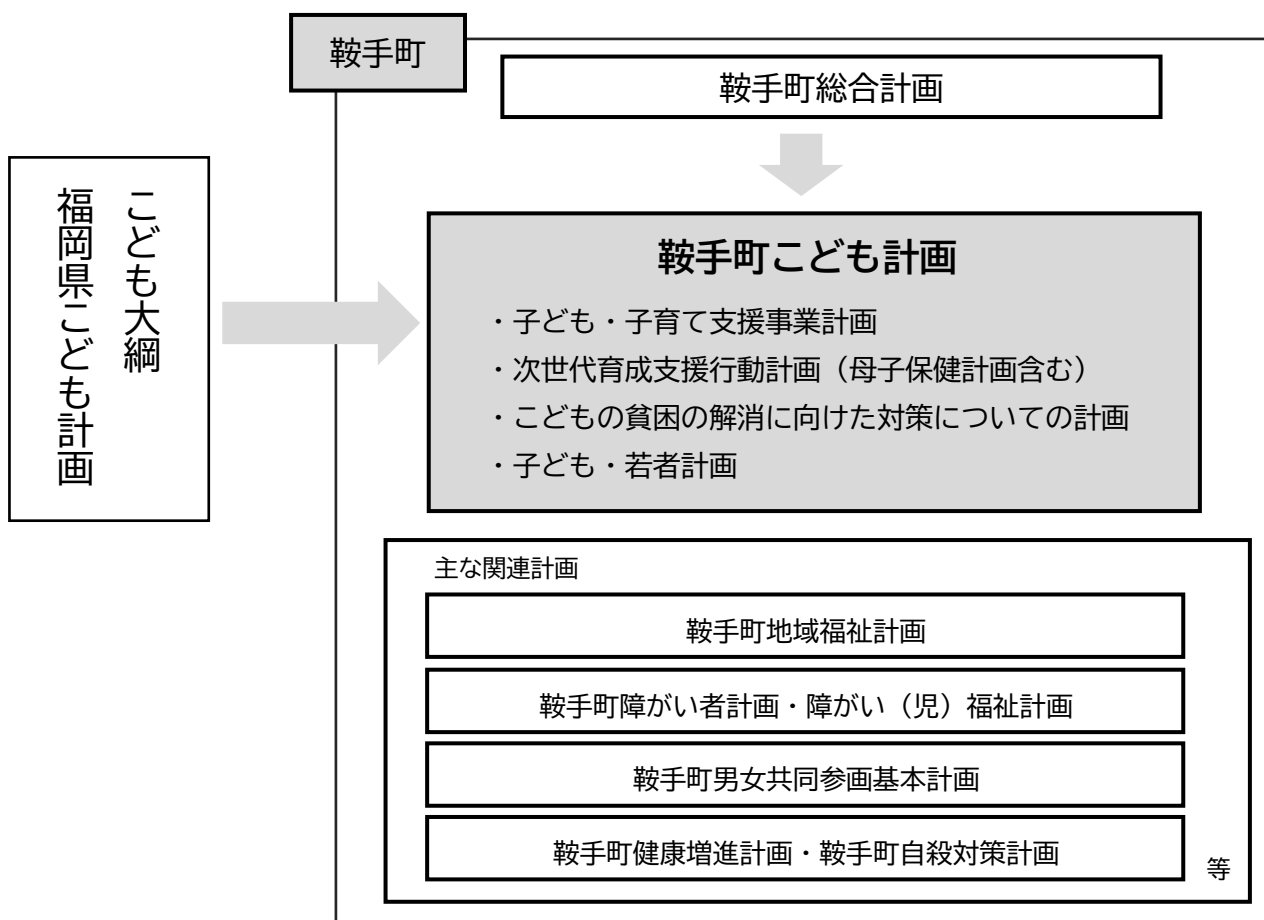 鞍手町
鞍手町総合計画
こども大綱
福岡県こども計画
鞍手町こども計画
・子ども・子育て支援事業計画
・次世代育成支援行動計画（母子保健計画含む）
・こどもの貧困の解消に向けた対策についての計画
・子ども・若者計画
主な関連計画
鞍手町地域福祉計画
鞍手町障がい者計画・障がい（児）福祉計画
鞍手町男女共同参画基本計画
鞍手町健康増進計画・鞍手町自殺対策計画
等